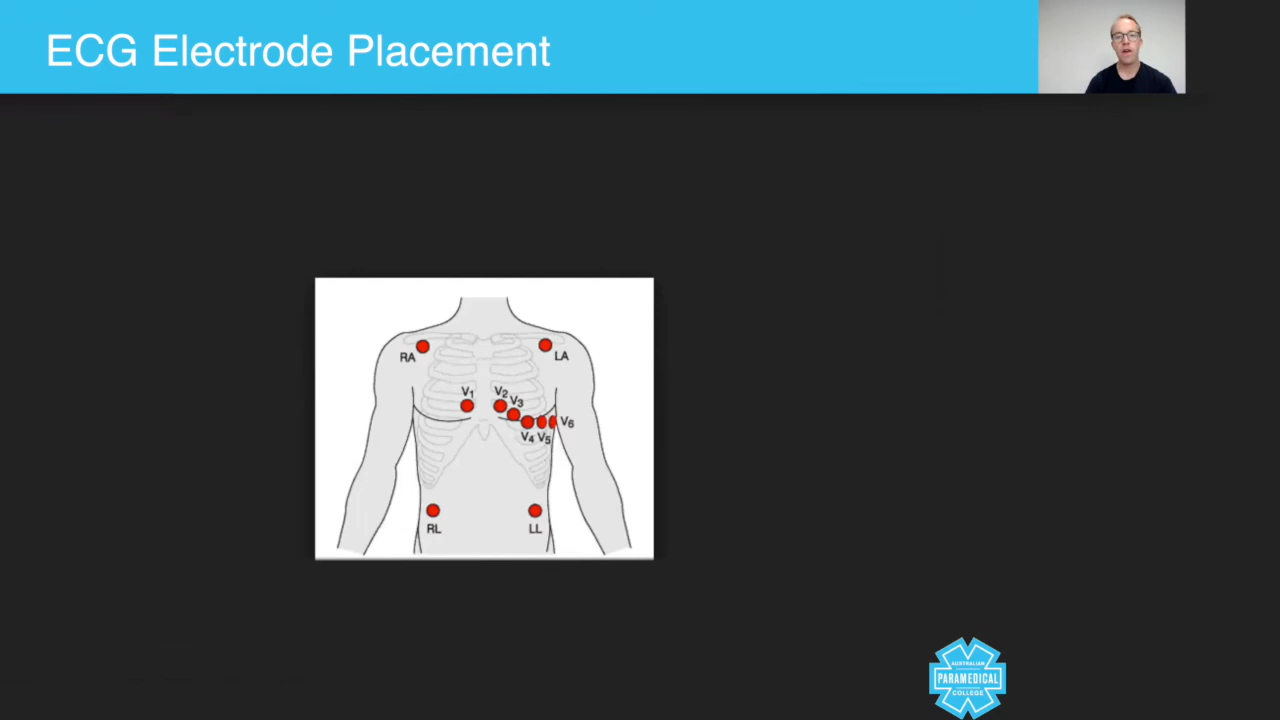 ECG Electrode Placement
RA
LA
V1 V2
V3
V6
V4 V5
RL
LL
AUSTRALIAN
PARAMEDICAL
COLLEGE